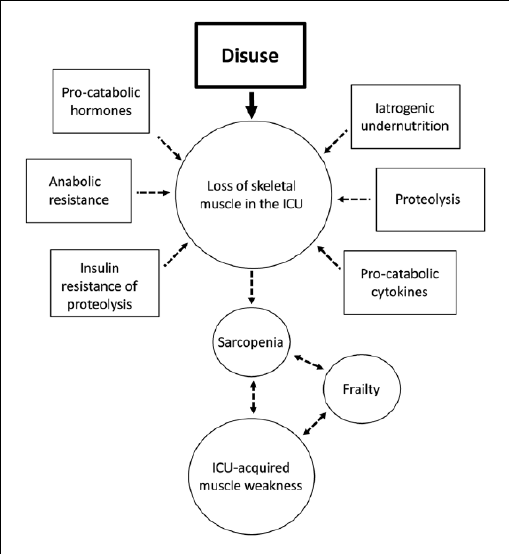 Disuse
Pro-catabolic
hormones
Iatrogenic
undernutrition
Anabolic
resistance
Loss of skeletal
muscle in the ICU
Proteolysis
Insulin
resistance of
proteolysis
Pro-catabolic
cytokines
Sarcopenia
Frailty
ICU-acquired
muscle weakness